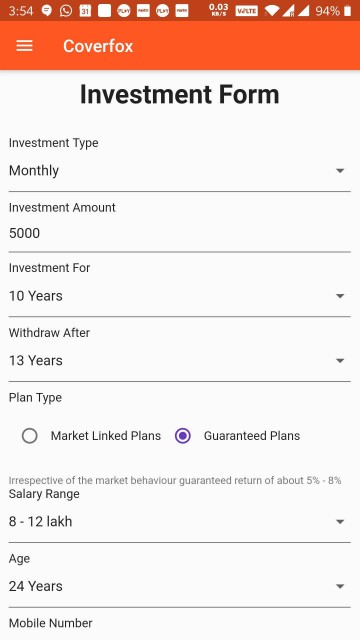 3:54
31
0.03
KB/S
VoLTE
94%
Coverfox
Investment Form
Investment Type
Monthly
Investment Amount
5000
Investment For
10 Years
Withdraw After
13 Years
Plan Type
Market Linked Plans
Guaranteed Plans
Irrespective of the market behaviour guaranteed return of about 5% - 8%
Salary Range
8 - 12 lakh
Age
24 Years
Mobile Number